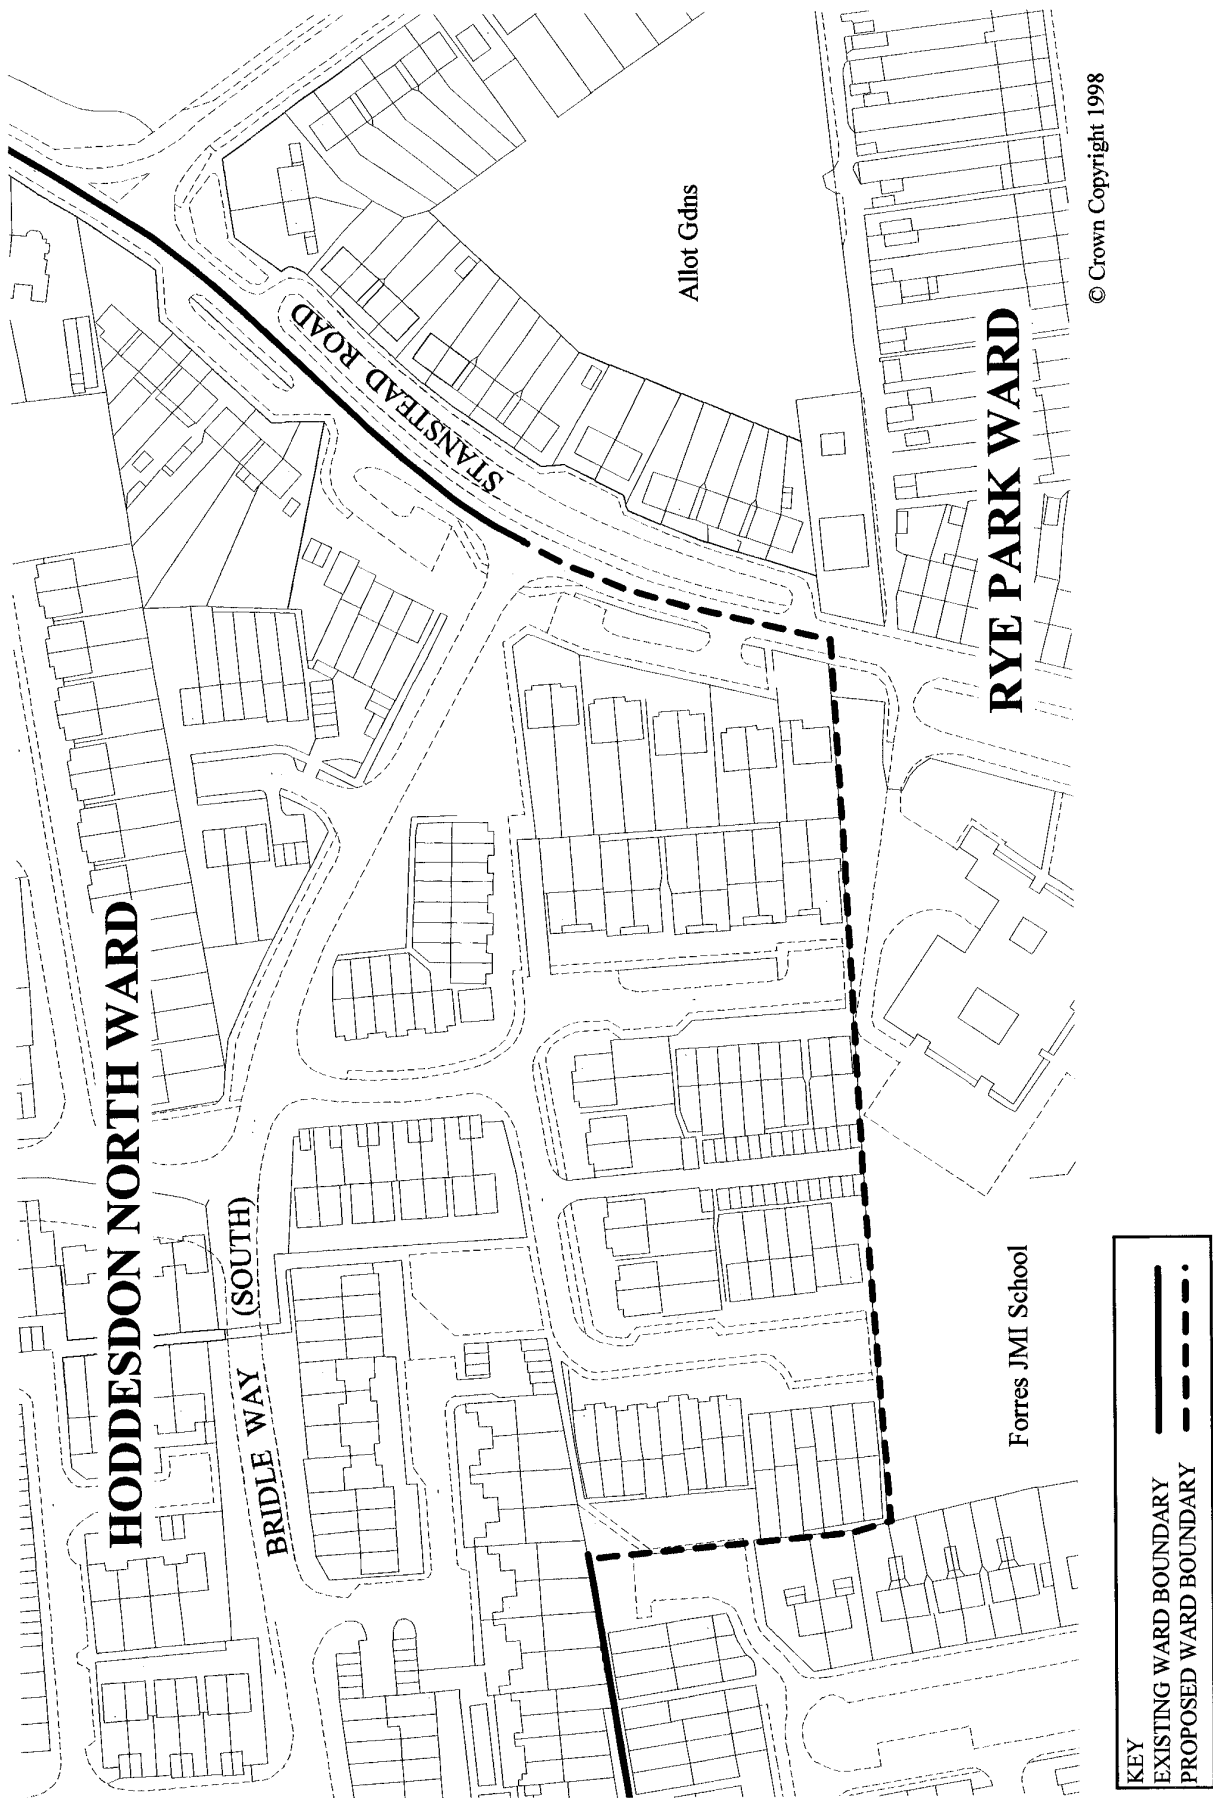 HODDESDON NORTH WARD
STANSTEAD ROAD
BRIDLE WAY (SOUTH)
Allot Gdns
RYE PARK WARD
Forres JMI School
© Crown Copyright 1998
KEY
EXISTING WARD BOUNDARY
PROPOSED WARD BOUNDARY